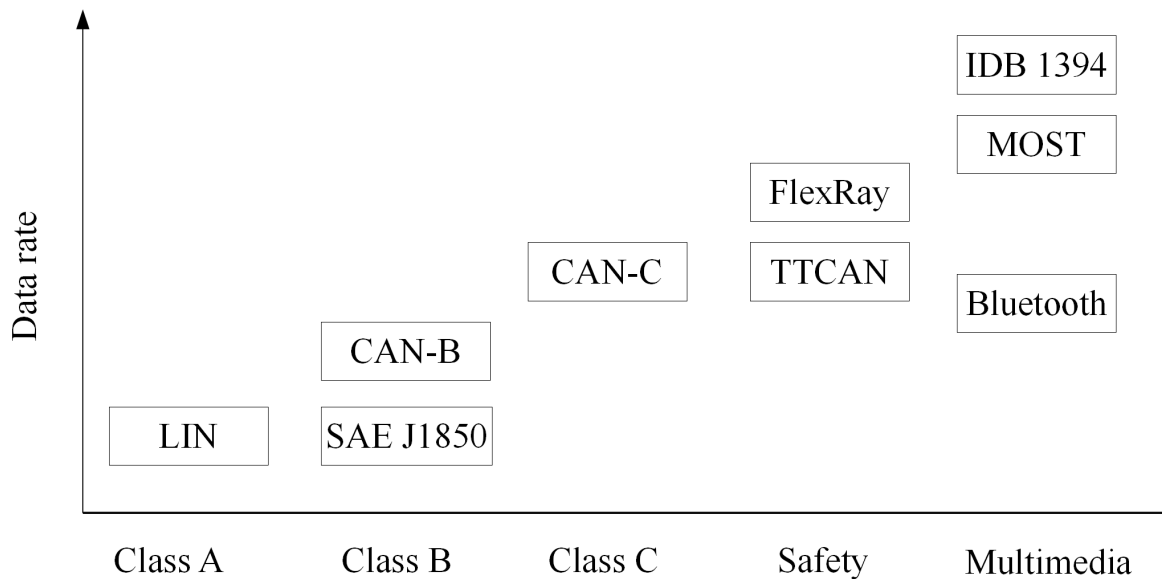 IDB 1394
MOST
FlexRay
CAN-C
TTCAN
Bluetooth
CAN-B
LIN
SAE J1850
Data rate
Class A
Class B
Class C
Safety
Multimedia